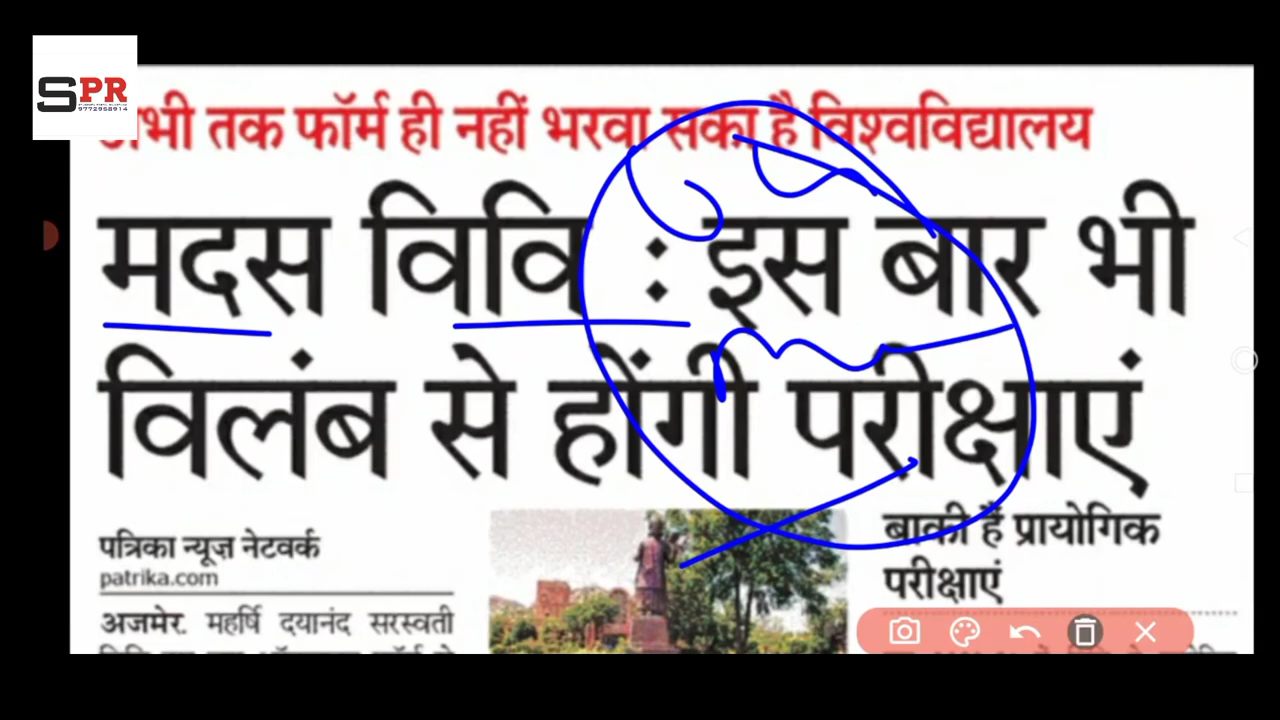 SPR
9772958914
भी तक फॉर्म ही नहीं भरवा सका है विश्वविद्यालय
मदस विवि : इस बार भी
विलंब से होंगी परीक्षाएं
पत्रिका न्यूज़ नेटवर्क
patrika.com
अजमेर. महर्षि दयानंद सरस्वती
बाकी हैं प्रायोगिक
परीक्षाएं